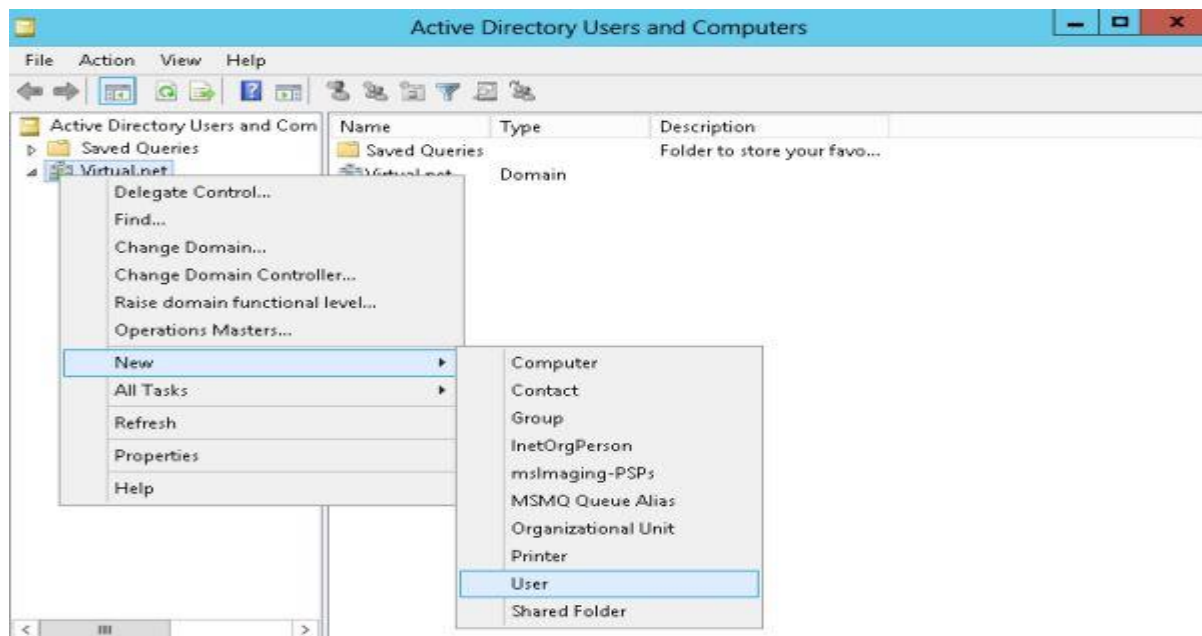 Active Directory Users and Computers
File Action View Help
Active Directory Users and Com
Name Type Description
Saved Queries
Saved Queries Folder to store your favo...
Virtual.net
Virtual.net Domain
Delegate Control...
Find...
Change Domain...
Change Domain Controller...
Raise domain functional level...
Operations Masters...
New
All Tasks
Refresh
Properties
Help
Computer
Contact
Group
InetOrgPerson
msImaging-PSPs
MSMQ Queue Alias
Organizational Unit
Printer
User
Shared Folder